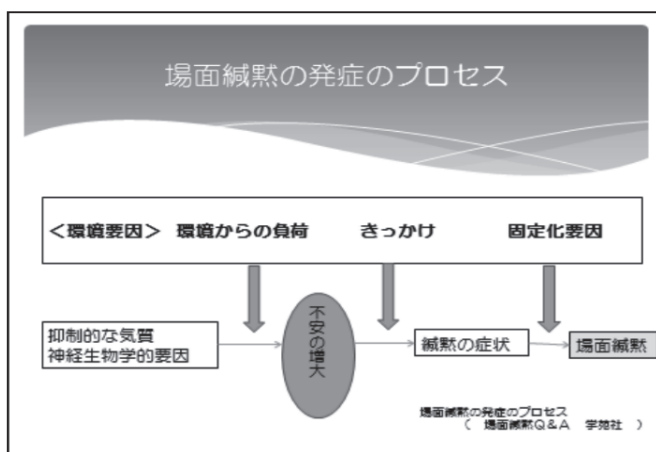 場面緘黙の発症のプロセス
＜環境要因＞ 環境からの負荷 きっかけ 固定化要因
抑制的な気質
神経生物学的要因
不安の増大
緘黙の症状
場面緘黙
場面緘黙の発症のプロセス
（ 場面緘黙Q＆A 学苑社 ）